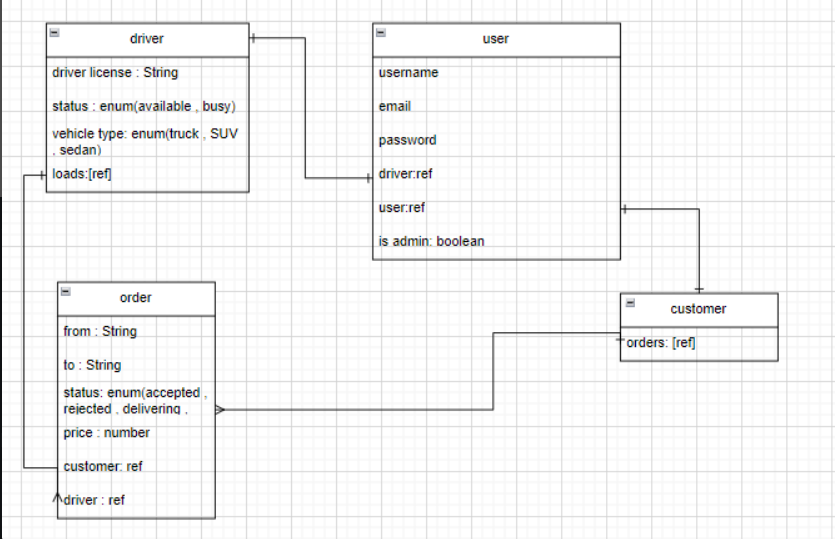 driver
driver license : String
status : enum(available , busy)
vehicle type: enum(truck , SUV
, sedan)
loads:[ref]
user
username
email
password
driver:ref
user:ref
is admin: boolean
order
from : String
to : String
status: enum(accepted ,
rejected , delivering ,
price : number
customer: ref
driver : ref
customer
orders: [ref]